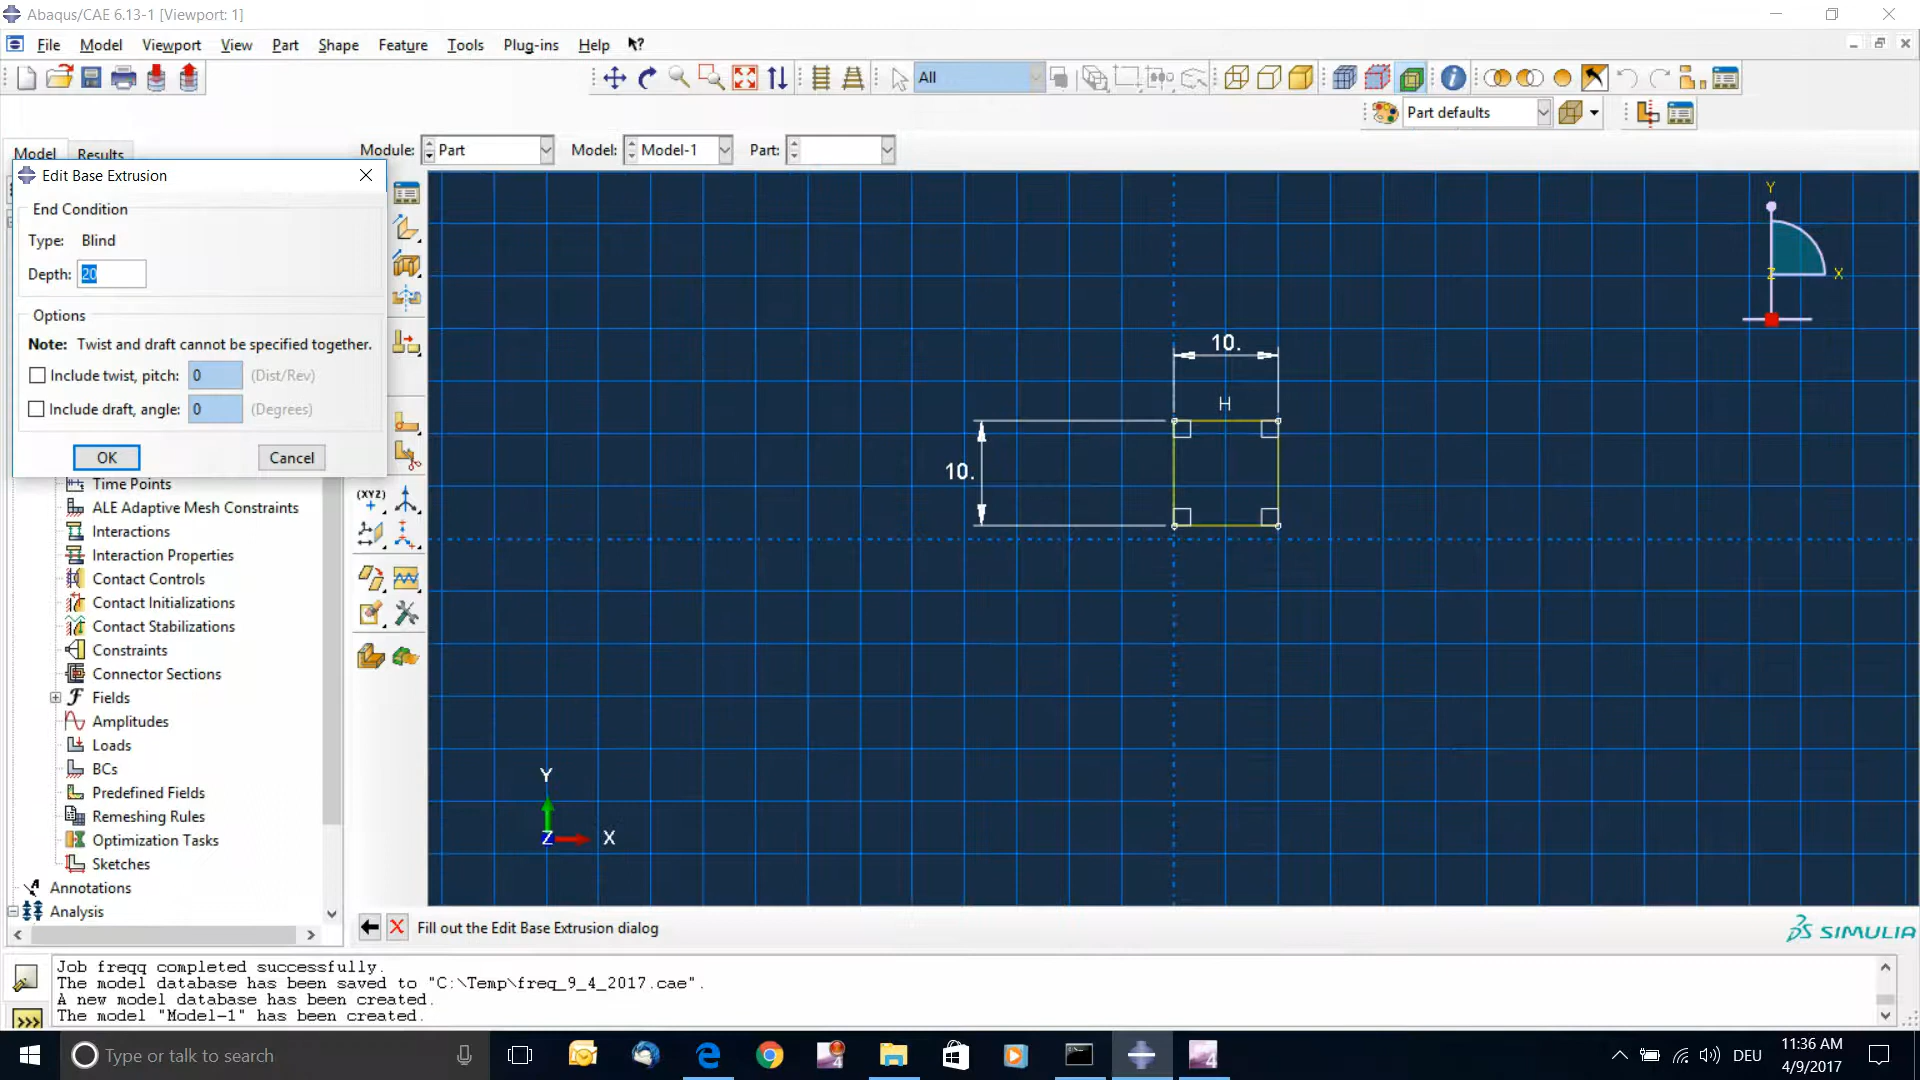 Abaqus/CAE 6.13-1 [Viewport: 1]
File Model Viewport View Part Shape Feature Tools Plug-ins Help
All
Part defaults
Model Results
Module: Part Model: Model-1 Part:
Edit Base Extrusion
End Condition
Type: Blind
Depth: 20
Options
Note: Twist and draft cannot be specified together.
Include twist, pitch: 0 (Dist/Rev)
Include draft, angle: 0 (Degrees)
OK Cancel
Time Points
ALE Adaptive Mesh Constraints
Interactions
Interaction Properties
Contact Controls
Contact Initializations
Contact Stabilizations
Constraints
Connector Sections
Fields
Amplitudes
Loads
BCs
Predefined Fields
Remeshing Rules
Optimization Tasks
Sketches
Annotations
Analysis
(XYZ)
Y
Z X
10.
H
10.
Y
Z X
Fill out the Edit Base Extrusion dialog
SIMULIA
Job freqq completed successfully.
The model database has been saved to "C:\Temp\freq_9_4_2017.cae".
A new model database has been created.
The model "Model-1" has been created.
>>>
Type or talk to search
DEU
11:36 AM
4/9/2017